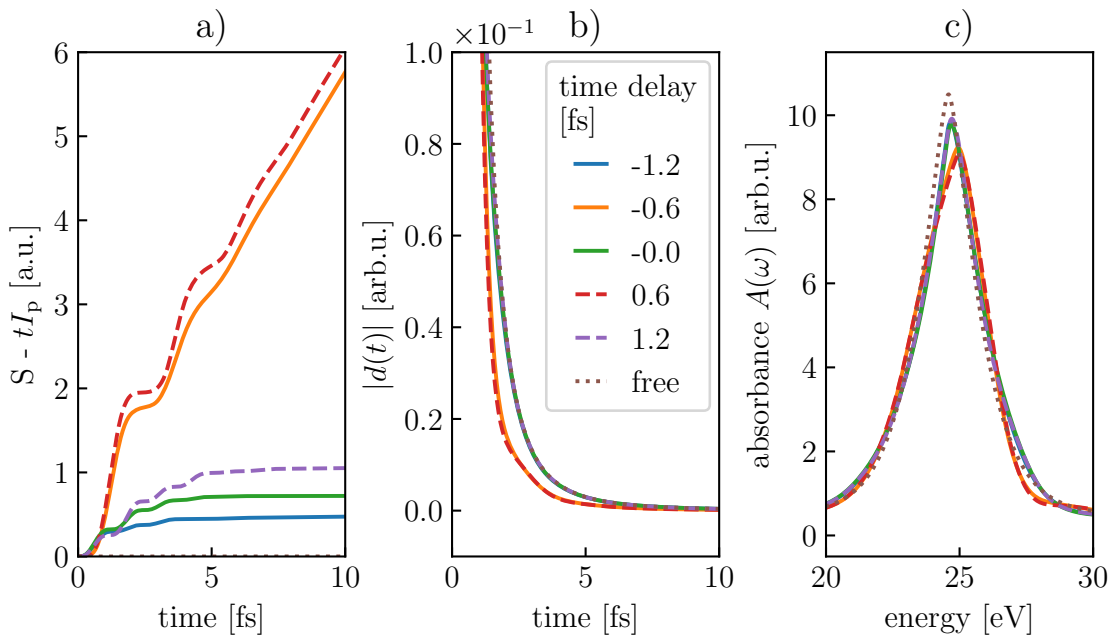 a)
b)
c)
S - tIₚ [a.u.]
6
5
4
3
2
1
0
0
5
10
time [fs]
×10⁻¹
|d(t)| [arb.u.]
1.0
0.8
0.6
0.4
0.2
0.0
0
5
10
time [fs]
time delay
[fs]
-1.2
-0.6
-0.0
0.6
1.2
free
absorbance A(ω) [arb.u.]
10
8
6
4
2
0
20
25
30
energy [eV]